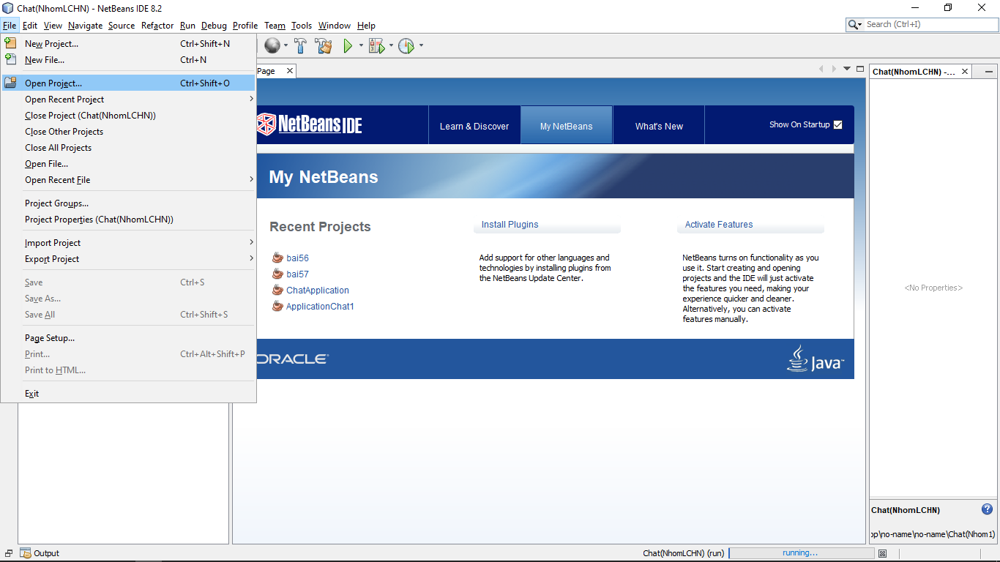 Chat(NhomLCHN) - NetBeans IDE 8.2
File Edit View Navigate Source Refactor Run Debug Profile Team Tools Window Help
Search (Ctrl+I)
New Project... Ctrl+Shift+N
New File... Ctrl+N
Open Project... Ctrl+Shift+O
Open Recent Project
Close Project (Chat(NhomLCHN))
Close Other Projects
Close All Projects
Open File...
Open Recent File
Project Groups...
Project Properties (Chat(NhomLCHN))
Import Project
Export Project
Save Ctrl+S
Save As...
Save All Ctrl+Shift+S
Page Setup...
Print... Ctrl+Alt+Shift+P
Print to HTML...
Exit
Page
NetBeans IDE
Learn & Discover
My NetBeans
What's New
Show On Startup
My NetBeans
Recent Projects
bai56
bai57
ChatApplication
ApplicationChat1
Install Plugins
Add support for other languages and
technologies by installing plugins from
the NetBeans Update Center.
Activate Features
NetBeans turns on functionality as you
use it. Start creating and opening
projects and the IDE will just activate
the features you need, making your
experience quicker and cleaner.
Alternatively, you can activate
features manually.
ORACLE
Java
Chat(NhomLCHN) -...
<No Properties>
Chat(NhomLCHN)
op\no-name\no-name\Chat(Nhom1)
Output
Chat(NhomLCHN) (run)
running...